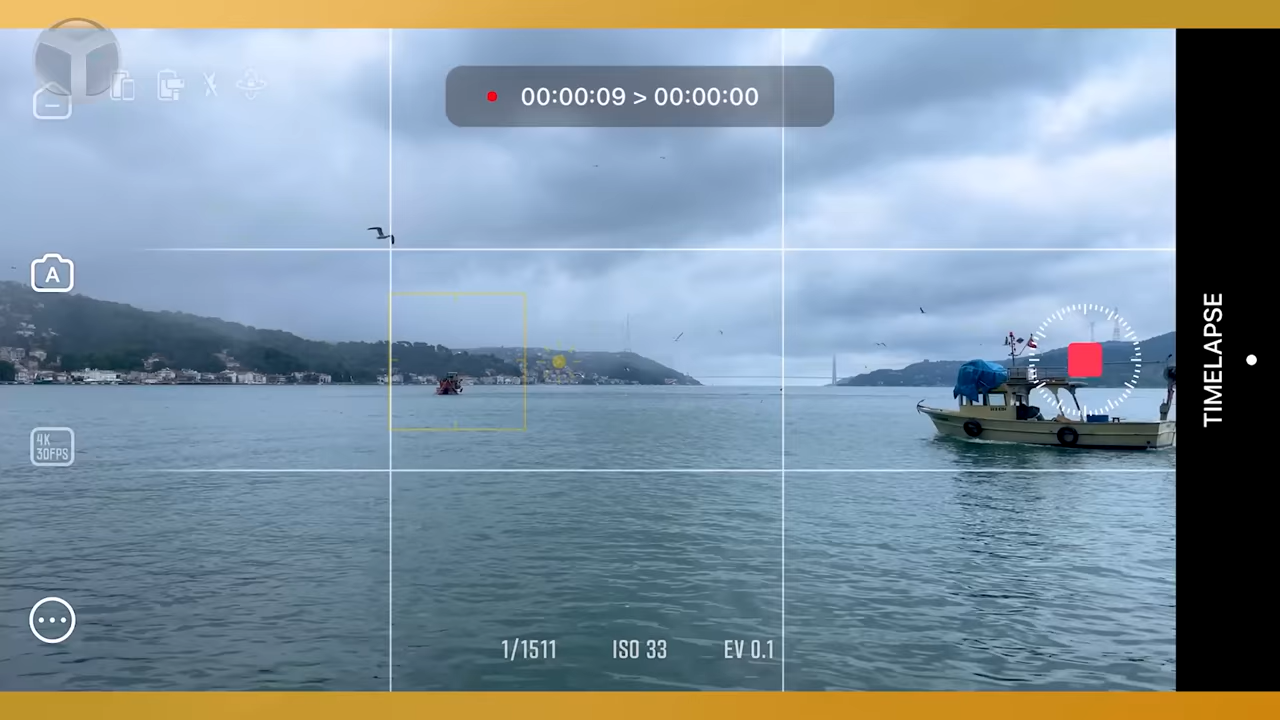 00:00:09 > 00:00:00
A
4K
30FPS
TIMELAPSE
1/1511
ISO 33
EV 0.1